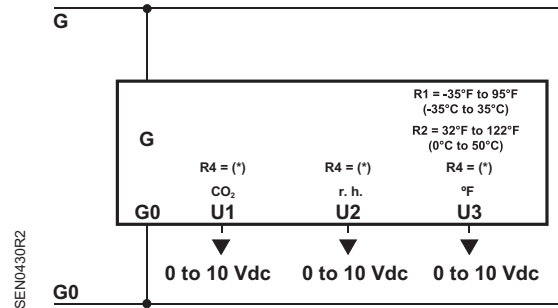 G
R1 = -35°F to 95°F
(-35°C to 35°C)
R2 = 32°F to 122°F
(0°C to 50°C)
G
R4 = (*) R4 = (*) R4 = (*)
CO₂ r. h. ºF
G0 U1 U2 U3
0 to 10 Vdc 0 to 10 Vdc 0 to 10 Vdc
G0
SEN0430R2